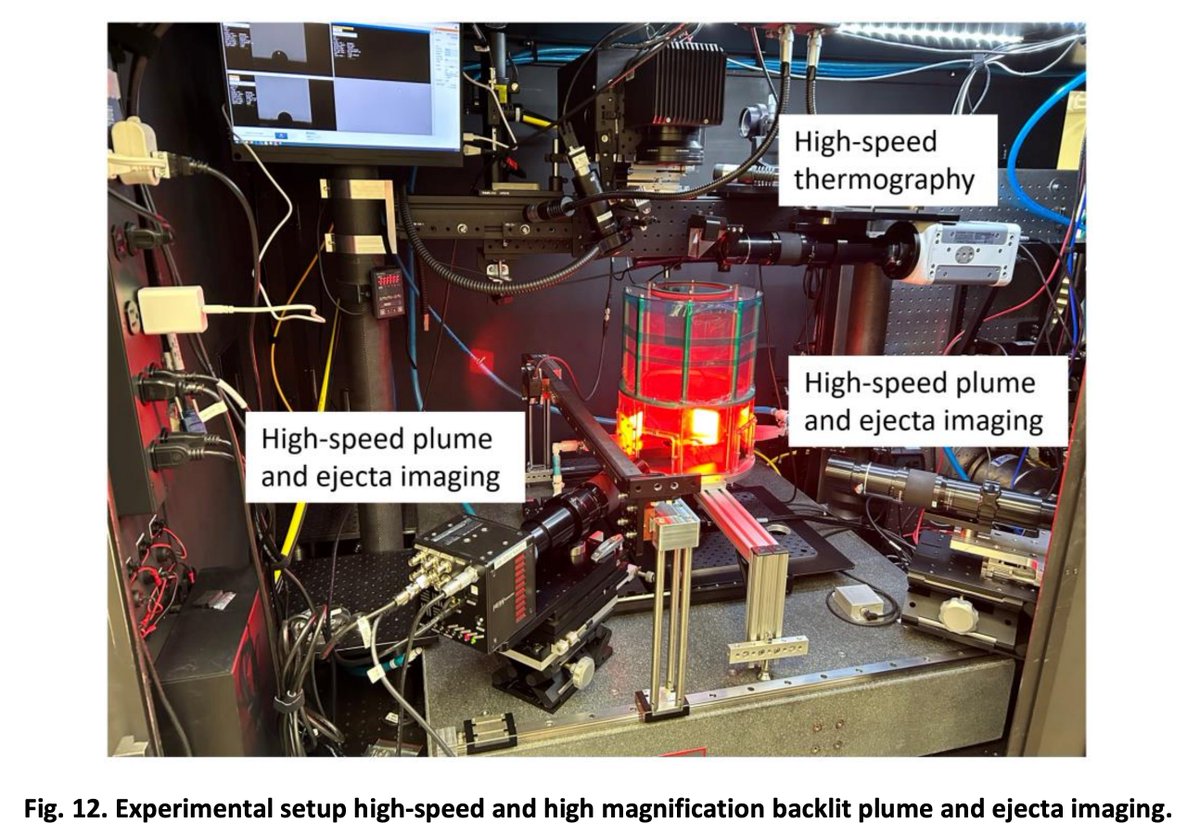 High-speed
thermography
High-speed plume
and ejecta imaging
High-speed plume
and ejecta imaging
Fig. 12. Experimental setup high-speed and high magnification backlit plume and ejecta imaging.